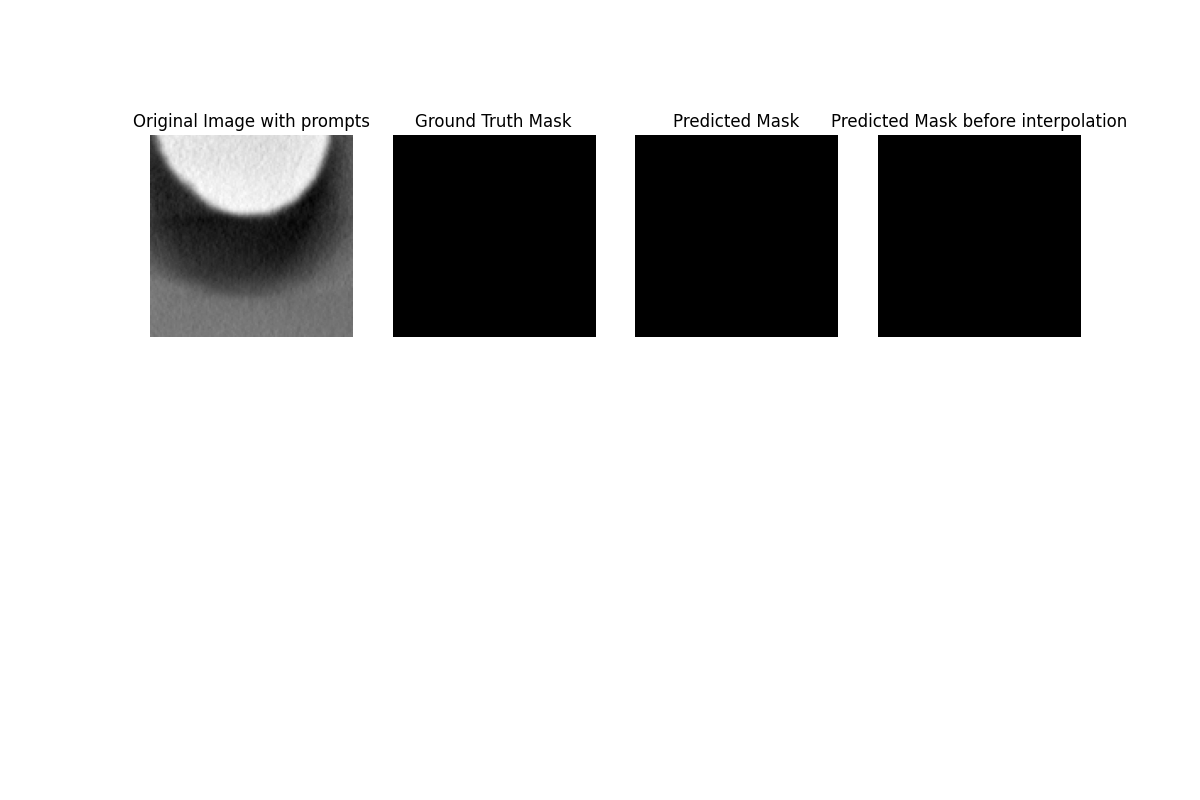 Original Image with prompts
Ground Truth Mask
Predicted Mask
Predicted Mask before interpolation